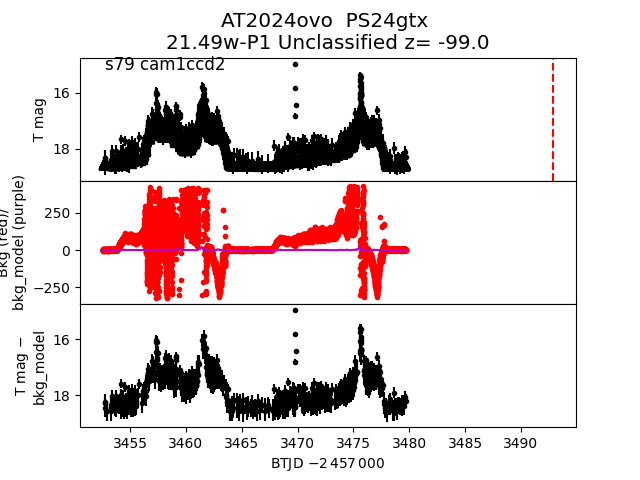 AT2024ovo  PS24gtx
21.49w-P1 Unclassified z= -99.0
s79 cam1ccd2
T mag
16
18
Bkg (red)/
bkg_model (purple)
250
0
−250
T mag −
bkg_model
16
18
3455 3460 3465 3470 3475 3480 3485 3490
BTJD −2 457 000